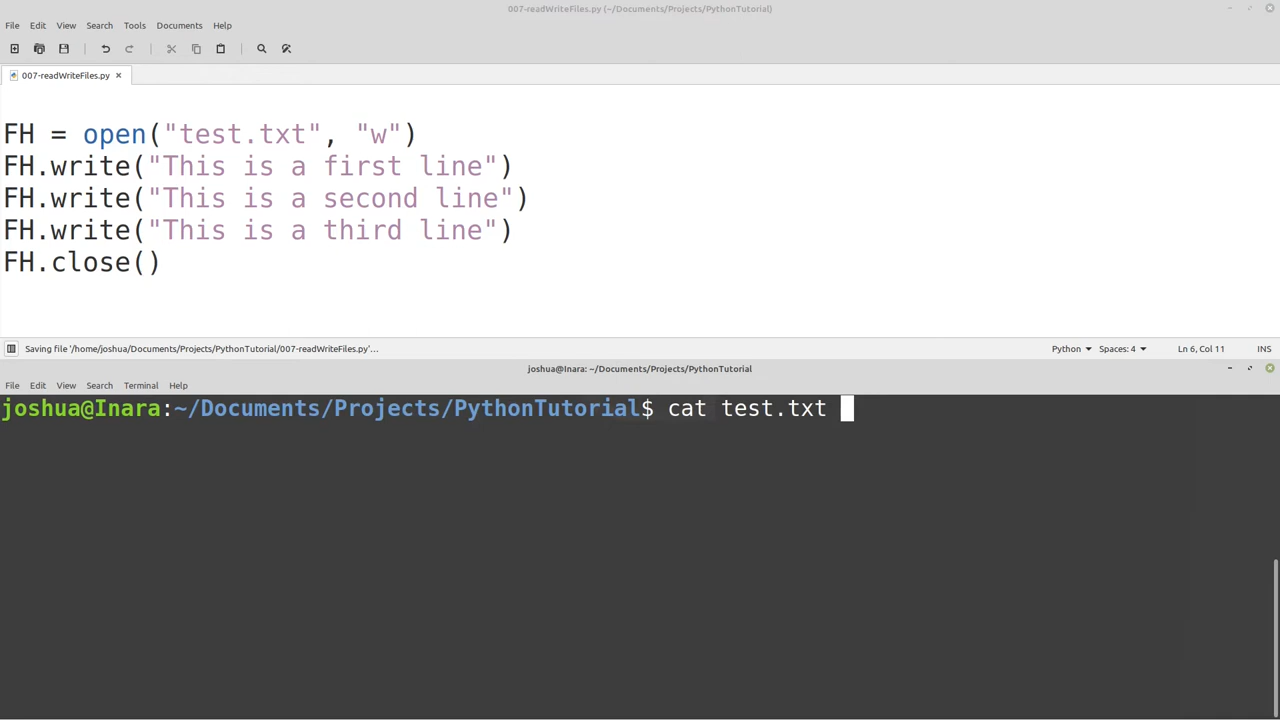 007-readWriteFiles.py (~/Documents/Projects/PythonTutorial)
File Edit View Search Tools Documents Help
007-readWriteFiles.py
FH = open("test.txt", "w")
FH.write("This is a first line")
FH.write("This is a second line")
FH.write("This is a third line")
FH.close()
Saving file '/home/joshua/Documents/Projects/PythonTutorial/007-readWriteFiles.py'... Python Spaces: 4 Ln 6, Col 11 INS
joshua@Inara: ~/Documents/Projects/PythonTutorial
File Edit View Search Terminal Help
joshua@Inara:~/Documents/Projects/PythonTutorial$ cat test.txt